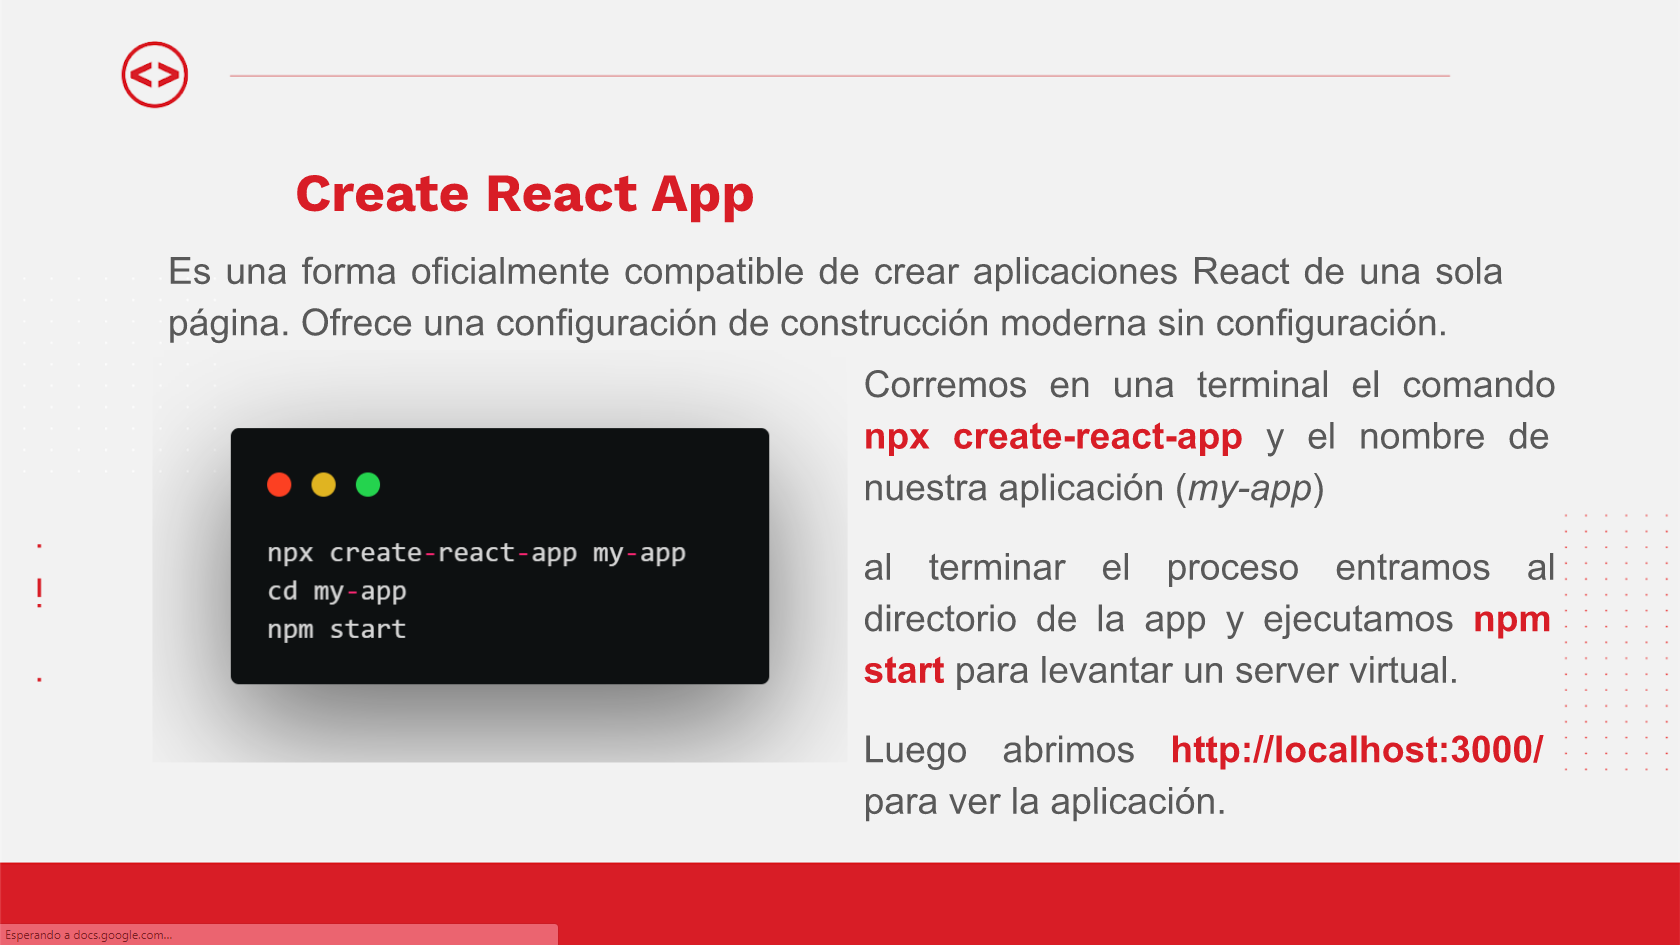 <>
Create React App
Es una forma oficialmente compatible de crear aplicaciones React de una sola
página. Ofrece una configuración de construcción moderna sin configuración.
npx create-react-app my-app
cd my-app
npm start
Corremos en una terminal el comando
npx create-react-app y el nombre de
nuestra aplicación (my-app)
al terminar el proceso entramos al
directorio de la app y ejecutamos npm
start para levantar un server virtual.
Luego abrimos http://localhost:3000/
para ver la aplicación.
Esperando a docs.google.com...